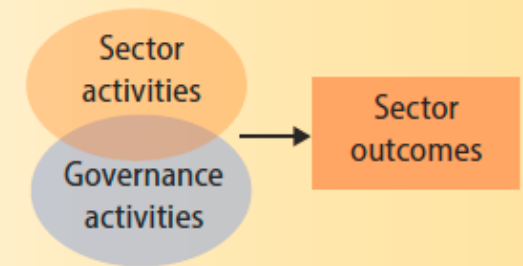 Sector
activities
Governance
activities
Sector
outcomes